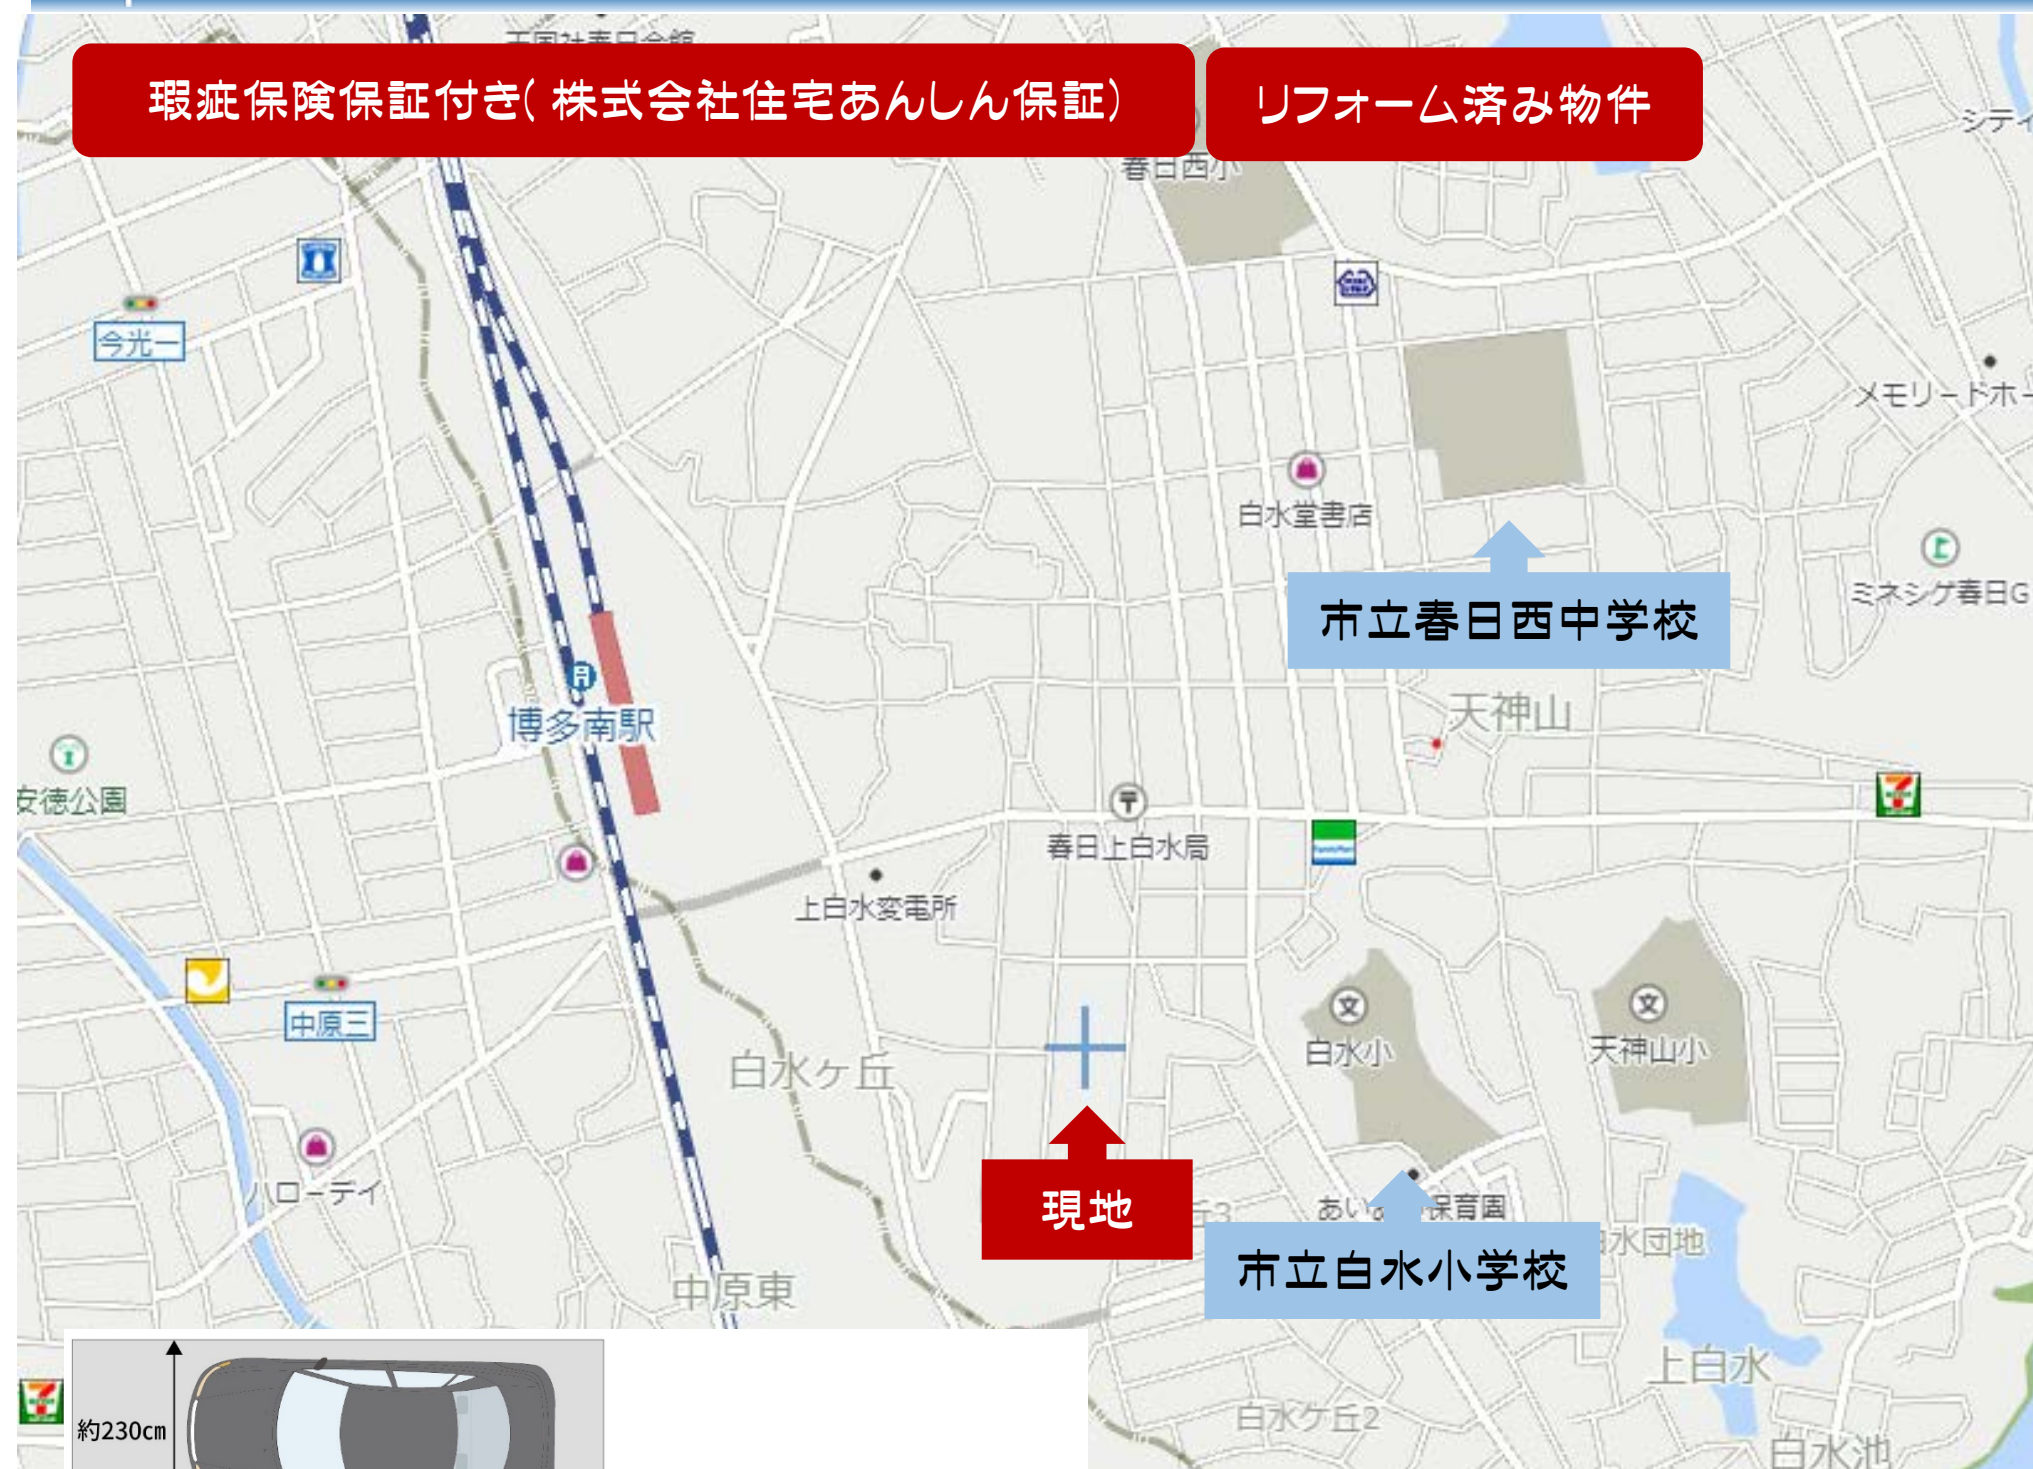 瑕疵保険保証付き(株式会社住宅あんしん保証)
リフォーム済み物件
春日西小
シティ
今光一
メモリードホー
白水堂書店
ミネシゲ春日G
市立春日西中学校
天神山
博多南駅
安徳公園
春日上白水局
FamilyMart
上白水変電所
中原三
白水小
天神山小
白水ヶ丘
ハローデイ
現地
丘3
保育園
市立白水小学校
水団地
中原東
上白水
約230cm
白水ケ丘2
白水池